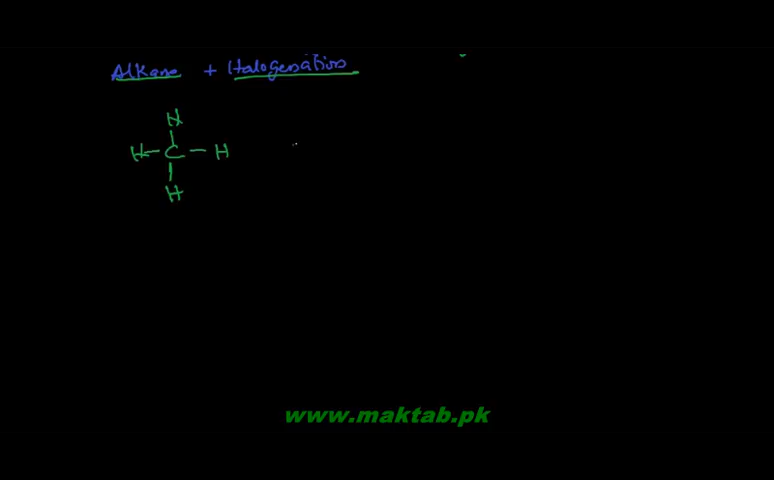 Alkane + Halogenation
H
H-C-H
H
www.maktab.pk